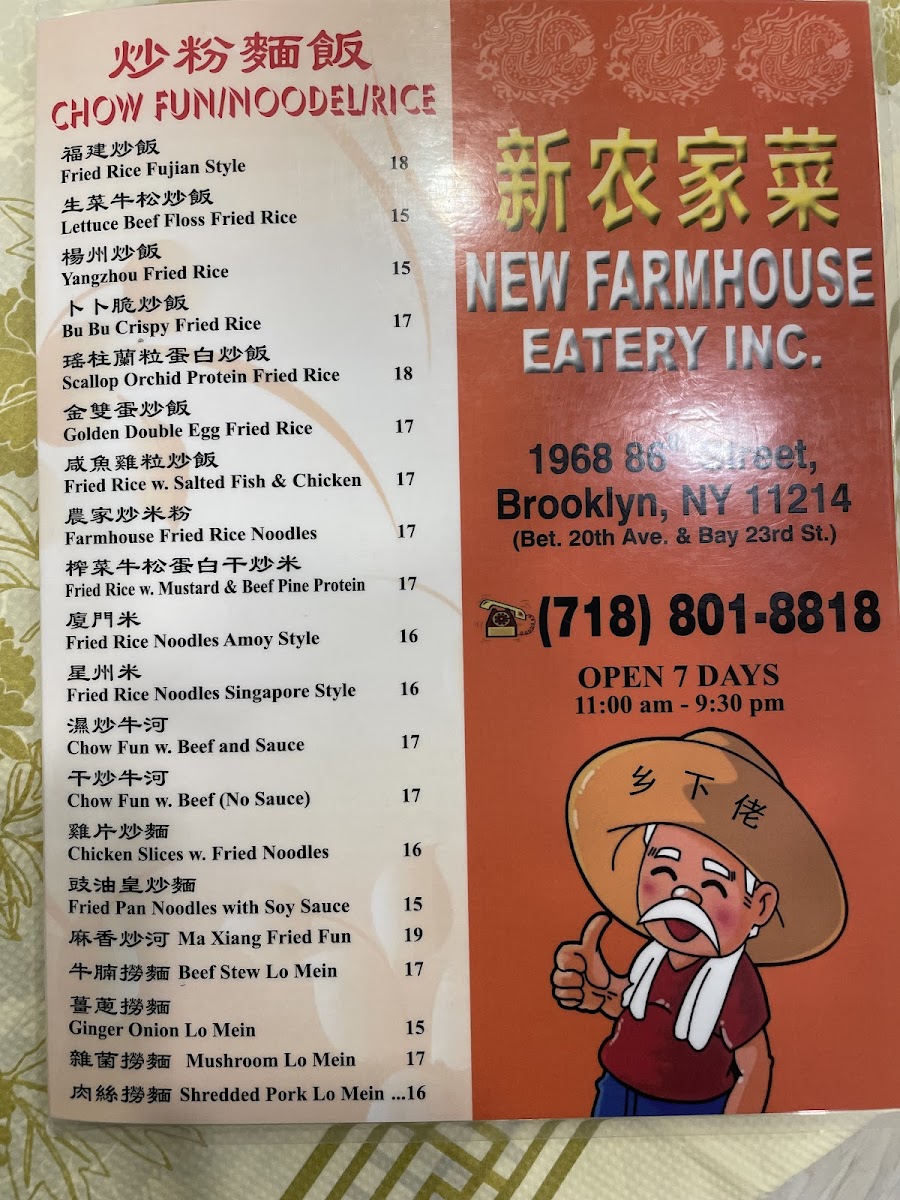 炒粉麵飯
CHOW FUN/NOODEL/RICE
福建炒飯
Fried Rice Fujian Style 18
生菜牛松炒飯
Lettuce Beef Floss Fried Rice 15
楊州炒飯
Yangzhou Fried Rice 15
卜卜脆炒飯
Bu Bu Crispy Fried Rice 17
瑤柱蘭粒蛋白炒飯
Scallop Orchid Protein Fried Rice 18
金雙蛋炒飯
Golden Double Egg Fried Rice 17
咸魚雞粒炒飯
Fried Rice w. Salted Fish & Chicken 17
農家炒米粉
Farmhouse Fried Rice Noodles 17
榨菜牛松蛋白干炒米
Fried Rice w. Mustard & Beef Pine Protein 17
廈門米
Fried Rice Noodles Amoy Style 16
星州米
Fried Rice Noodles Singapore Style 16
濕炒牛河
Chow Fun w. Beef and Sauce 17
干炒牛河
Chow Fun w. Beef (No Sauce) 17
雞片炒麵
Chicken Slices w. Fried Noodles 16
豉油皇炒麵
Fried Pan Noodles with Soy Sauce 15
麻香炒河 Ma Xiang Fried Fun 19
牛腩撈麵 Beef Stew Lo Mein 17
薑蔥撈麵
Ginger Onion Lo Mein 15
雜菌撈麵 Mushroom Lo Mein 17
肉絲撈麵 Shredded Pork Lo Mein ...16
新农家菜
NEW FARMHOUSE
EATERY INC.
1968 86th Street,
Brooklyn, NY 11214
(Bet. 20th Ave. & Bay 23rd St.)
(718) 801-8818
OPEN 7 DAYS
11:00 am - 9:30 pm
乡下佬